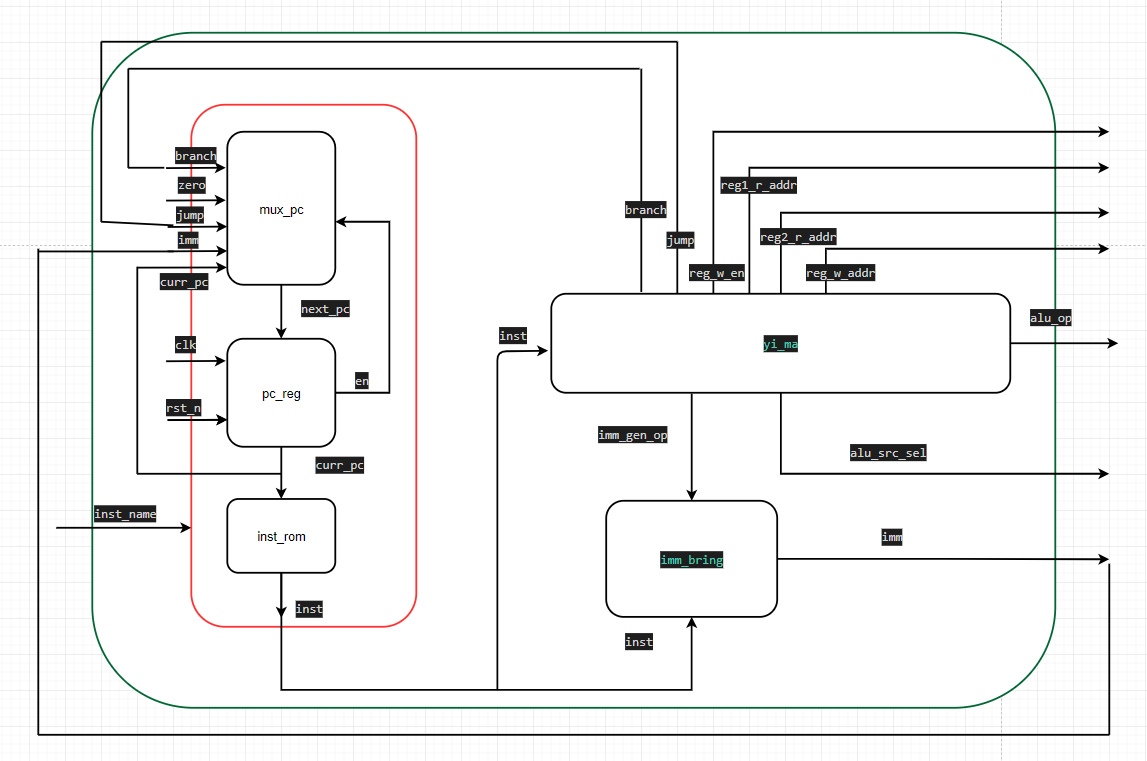 branch
zero
jump
imm
curr_pc
mux_pc
next_pc
clk
rst_n
pc_reg
en
curr_pc
inst_name
inst_rom
inst
branch
jump
reg_w_en
reg1_r_addr
reg2_r_addr
reg_w_addr
inst
yi_ma
alu_op
imm_gen_op
alu_src_sel
imm_bring
imm
inst